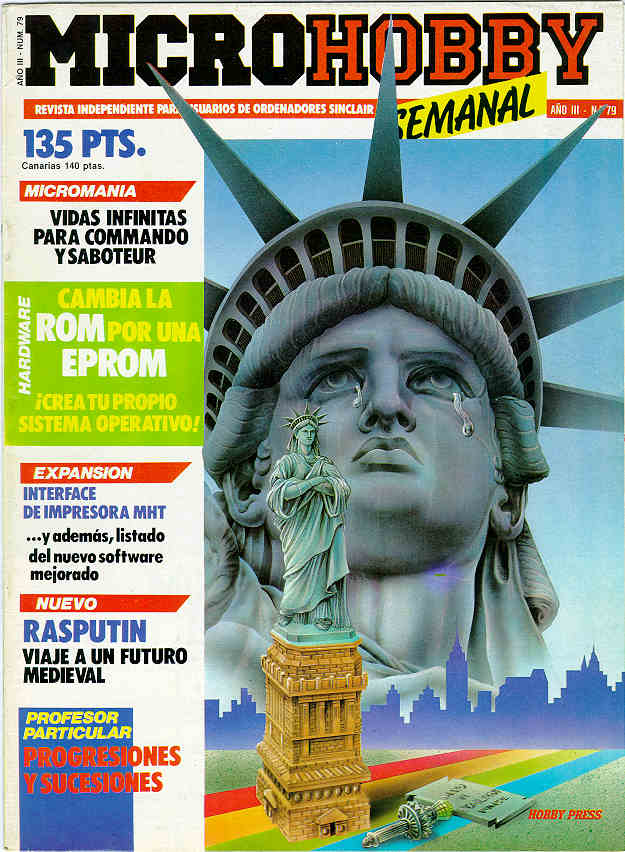 AÑO III - NUM. 79
MICROHOBBY
REVISTA INDEPENDIENTE PARA USUARIOS DE ORDENADORES SINCLAIR
SEMANAL
AÑO III - N.º 79
135 PTS.
Canarias 140 ptas.
MICROMANIA
VIDAS INFINITAS
PARA COMMANDO
Y SABOTEUR
HARDWARE
CAMBIA LA
ROM POR UNA
EPROM
¡CREA TU PROPIO
SISTEMA OPERATIVO!
EXPANSION
INTERFACE
DE IMPRESORA MHT
...y además, listado
del nuevo software
mejorado
NUEVO
RASPUTIN
VIAJE A UN FUTURO
MEDIEVAL
PROFESOR
PARTICULAR
PROGRESIONES
Y SUCESIONES
HOBBY PRESS